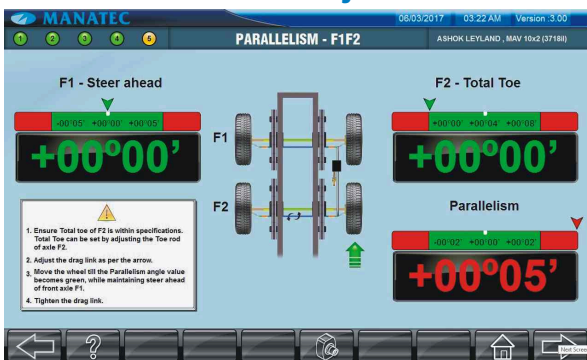 MANATEC
06/03/2017 03:22 AM Version :3.00
1 2 3 4 5
PARALLELISM - F1F2
ASHOK LEYLAND , MAV 10x2 (3718il)
F1 - Steer ahead
-00°05' +00°00' +00°05'
+00°00'
F1
F2
F2 - Total Toe
+00°00' +00°04' +00°08'
+00°00'
Parallelism
-00°02' +00°00' +00°02'
+00°05'
1. Ensure Total toe of F2 is within specifications.
Total Toe can be set by adjusting the Toe rod
of axle F2.
2. Adjust the drag link as per the arrow.
3. Move the wheel till the Parallelism angle value
becomes green, while maintaining steer ahead
of front axle F1.
4. Tighten the drag link.
?
Next Screen